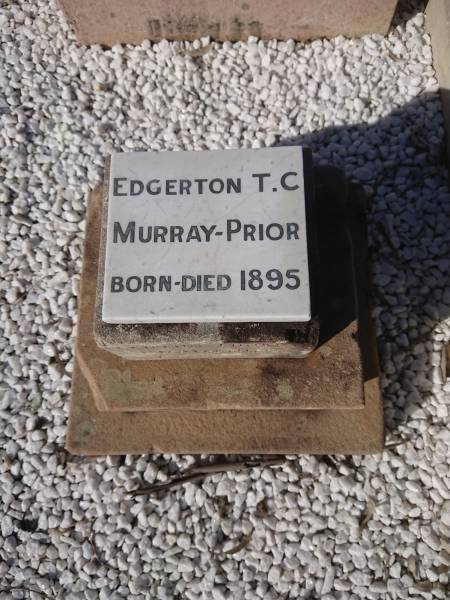 EDGERTON T.C
MURRAY-PRIOR
BORN-DIED 1895